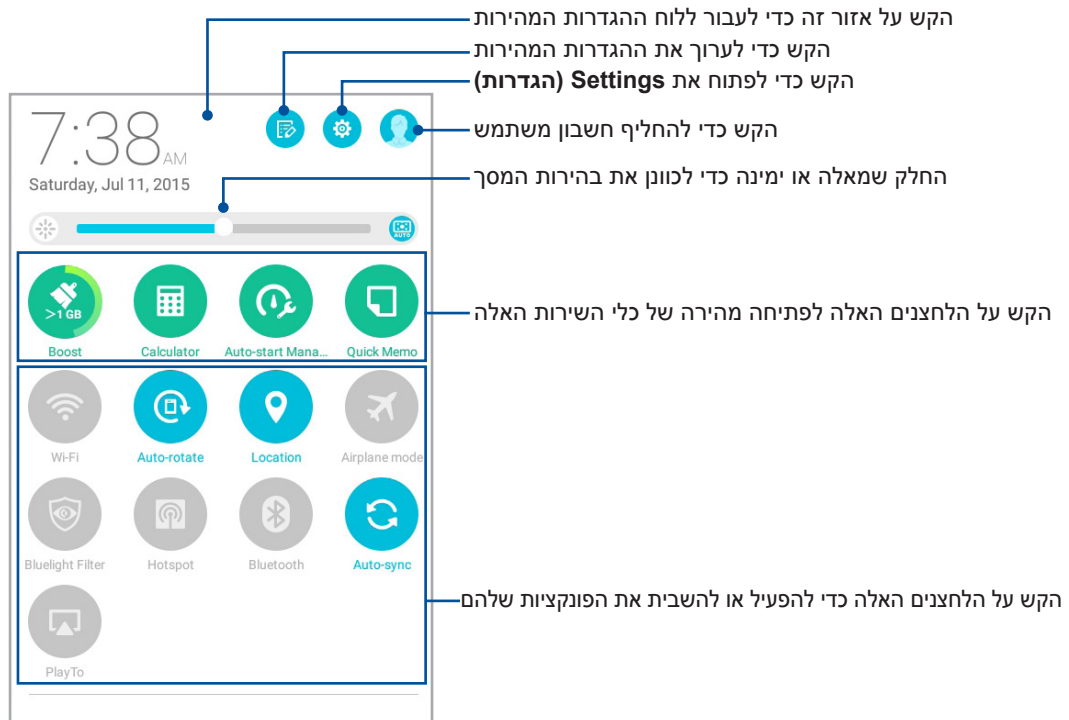 הקש על אזור זה כדי לעבור ללוח ההגדרות המהירות
הקש כדי לערוך את ההגדרות המהירות
הקש כדי לפתוח את Settings (הגדרות)
הקש כדי להחליף חשבון משתמש
החלק שמאלה או ימינה כדי לכוונן את בהירות המסך
הקש על הלחצנים האלה לפתיחה מהירה של כלי השירות האלה
הקש על הלחצנים האלה כדי להפעיל או להשבית את הפונקציות שלהם
7:38 AM
Saturday, Jul 11, 2015
AUTO
>1 GB
Boost Calculator Auto-start Mana... Quick Memo
Wi-Fi Auto-rotate Location Airplane mode
Bluelight Filter Hotspot Bluetooth Auto-sync
PlayTo